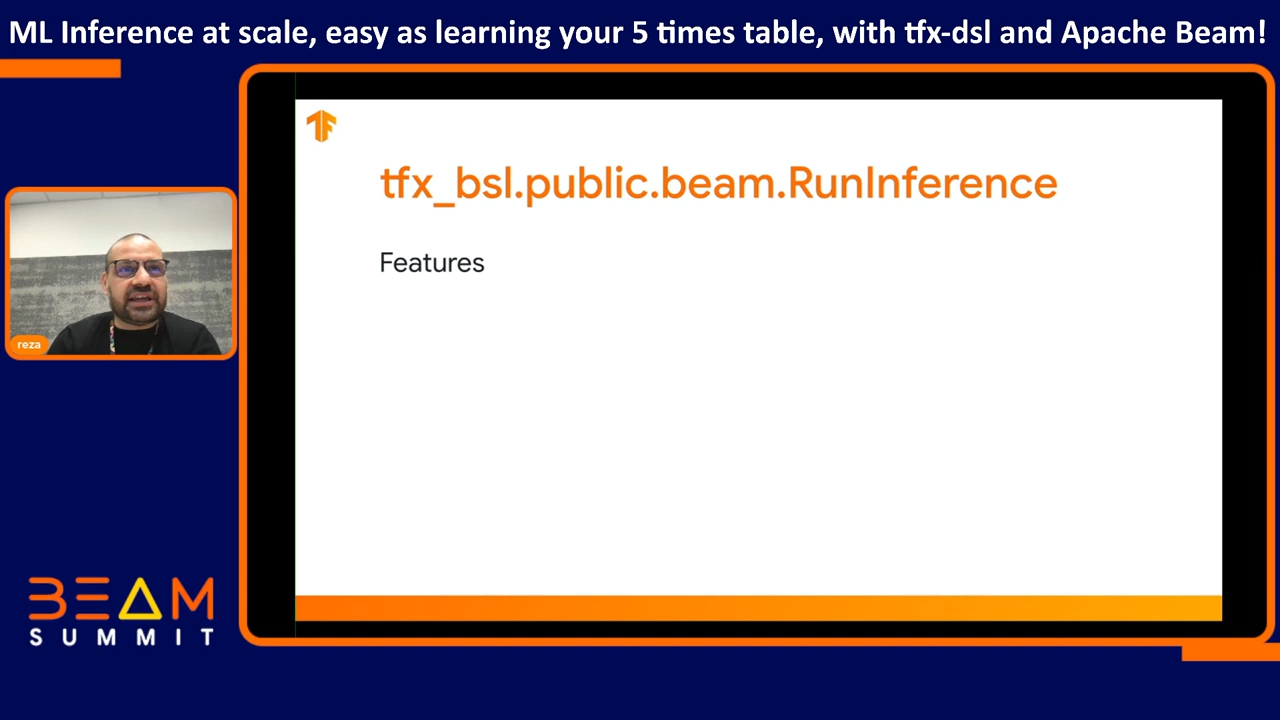 ML Inference at scale, easy as learning your 5 times table, with tfx-dsl and Apache Beam!
tfx_bsl.public.beam.RunInference
Features
reza
BEAM
SUMMIT